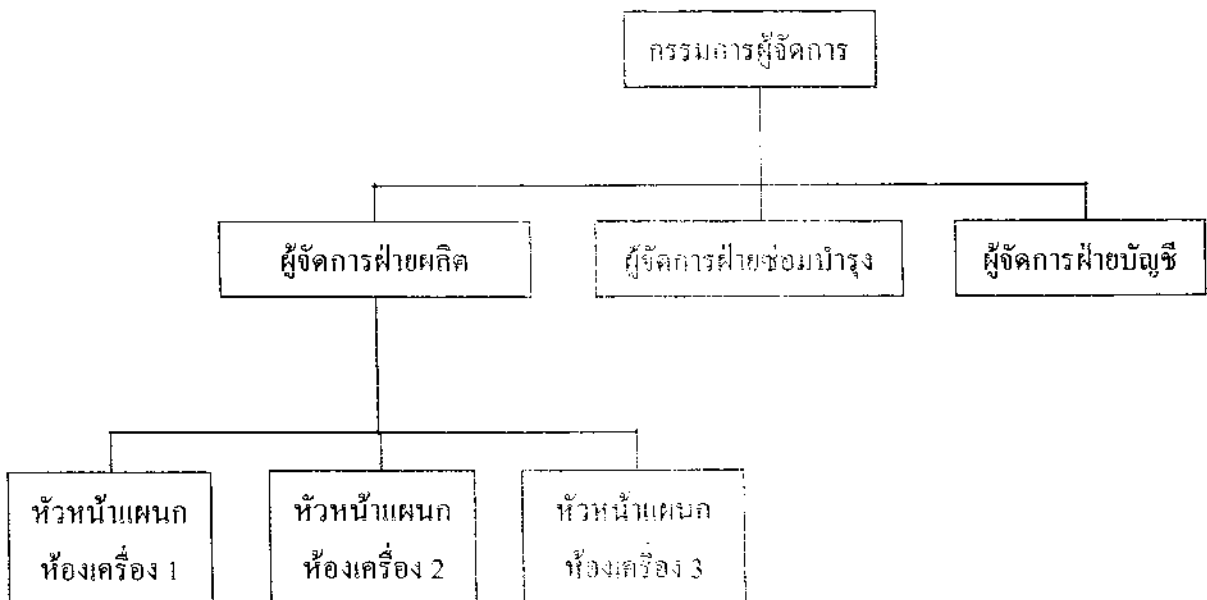 กรรมการผู้จัดการ
ผู้จัดการฝ่ายผลิต
ผู้จัดการฝ่ายซ่อมบำรุง
ผู้จัดการฝ่ายบัญชี
หัวหน้าแผนก
ห้องเครื่อง 1
หัวหน้าแผนก
ห้องเครื่อง 2
หัวหน้าแผนก
ห้องเครื่อง 3